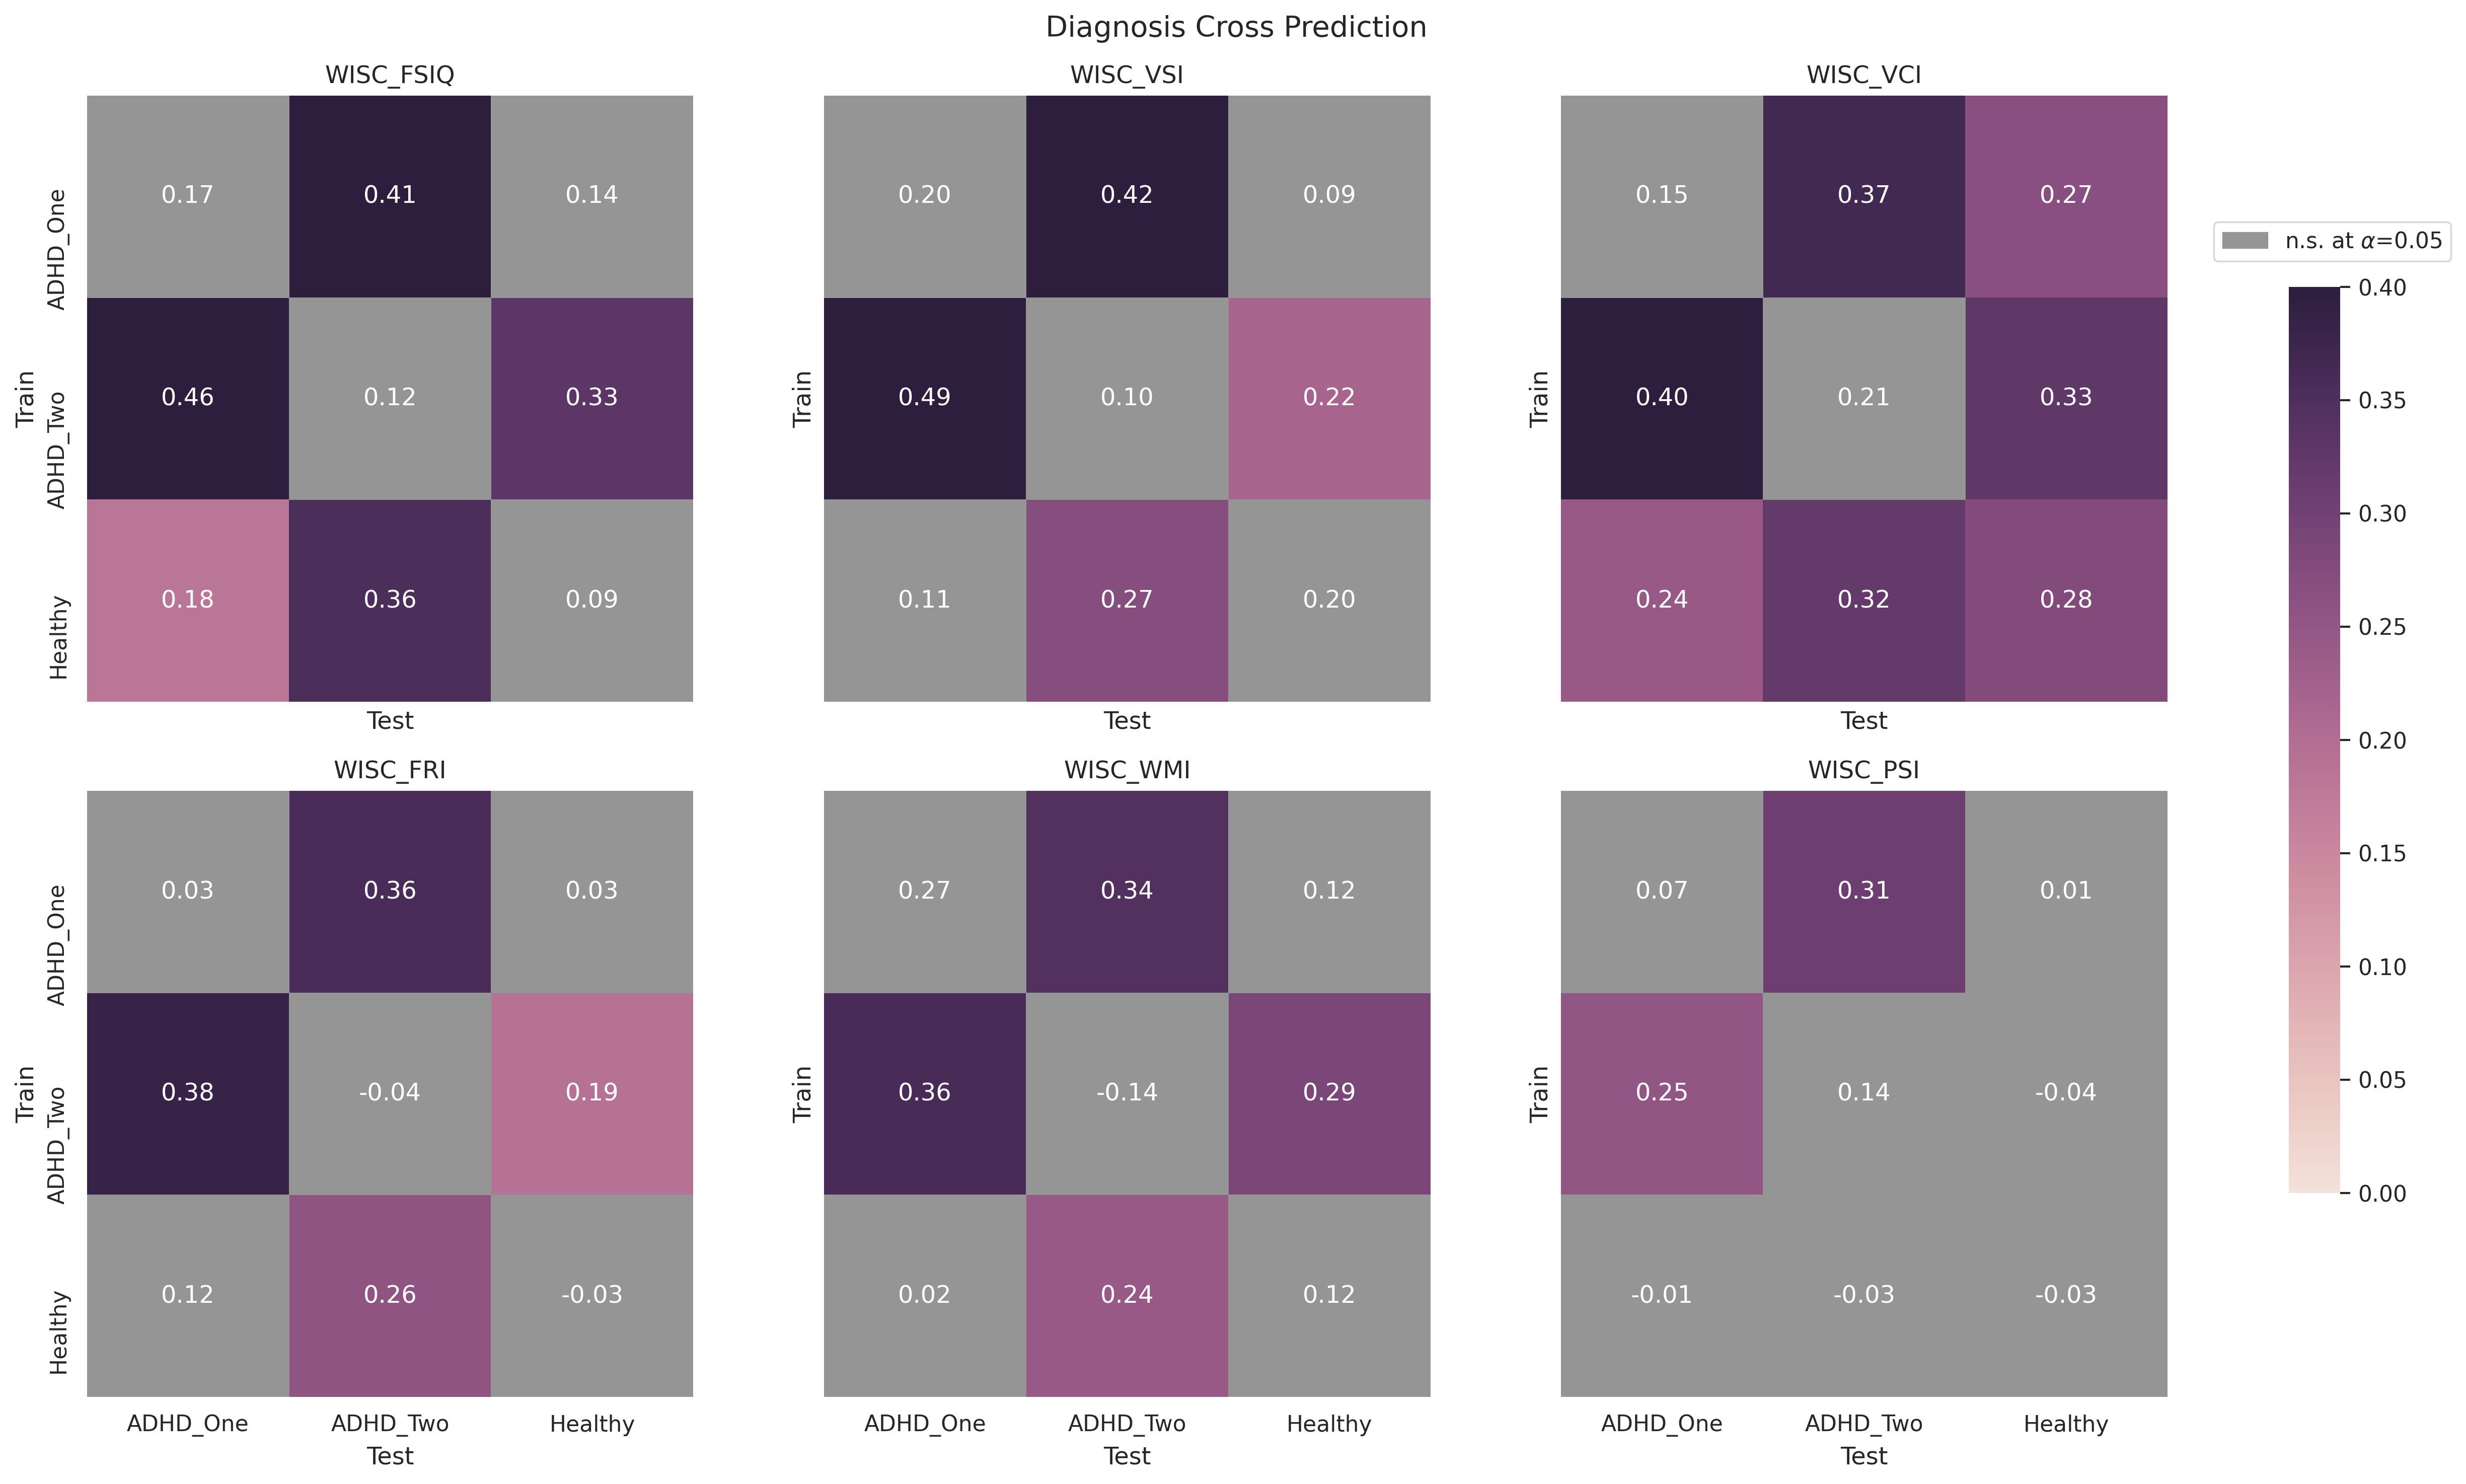 Diagnosis Cross Prediction
WISC_FSIQ
WISC_VSI
WISC_VCI
Train
ADHD_One
ADHD_Two
Healthy
0.17 0.41 0.14
0.46 0.12 0.33
0.18 0.36 0.09
Test
Train
0.20 0.42 0.09
0.49 0.10 0.22
0.11 0.27 0.20
Test
Train
0.15 0.37 0.27
0.40 0.21 0.33
0.24 0.32 0.28
Test
n.s. at α=0.05
0.40
0.35
0.30
0.25
0.20
0.15
0.10
0.05
0.00
WISC_FRI
WISC_WMI
WISC_PSI
Train
ADHD_One
ADHD_Two
Healthy
0.03 0.36 0.03
0.38 -0.04 0.19
0.12 0.26 -0.03
ADHD_One ADHD_Two Healthy
Test
Train
0.27 0.34 0.12
0.36 -0.14 0.29
0.02 0.24 0.12
ADHD_One ADHD_Two Healthy
Test
Train
0.07 0.31 0.01
0.25 0.14 -0.04
-0.01 -0.03 -0.03
ADHD_One ADHD_Two Healthy
Test